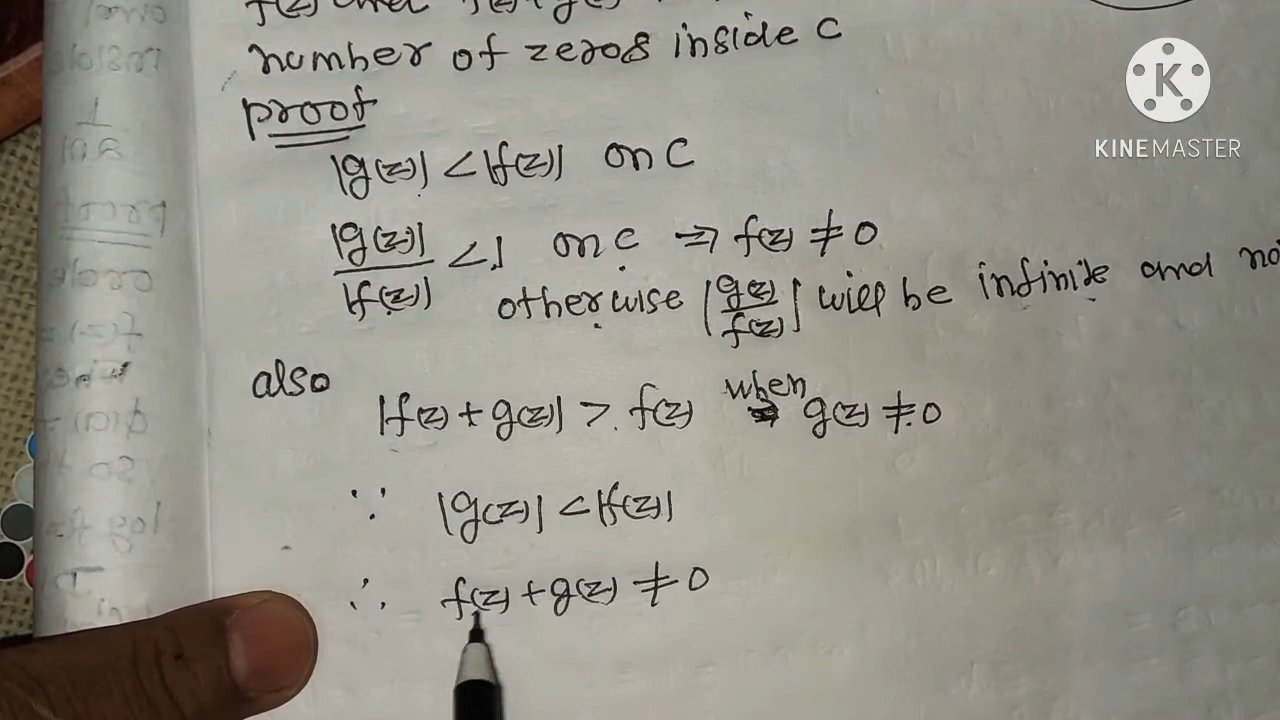 number of zeros inside C
proof
|g(z)| < |f(z)| on C
|g(z)| / |f(z)| < 1 on C ⇒ f(z) ≠ 0
otherwise |g(z)/f(z)| will be infinite and
also
|f(z) + g(z)| > f(z) when g(z) ≠ 0
∵ |g(z)| < |f(z)|
∴ f(z) + g(z) ≠ 0
K
KINEMASTER